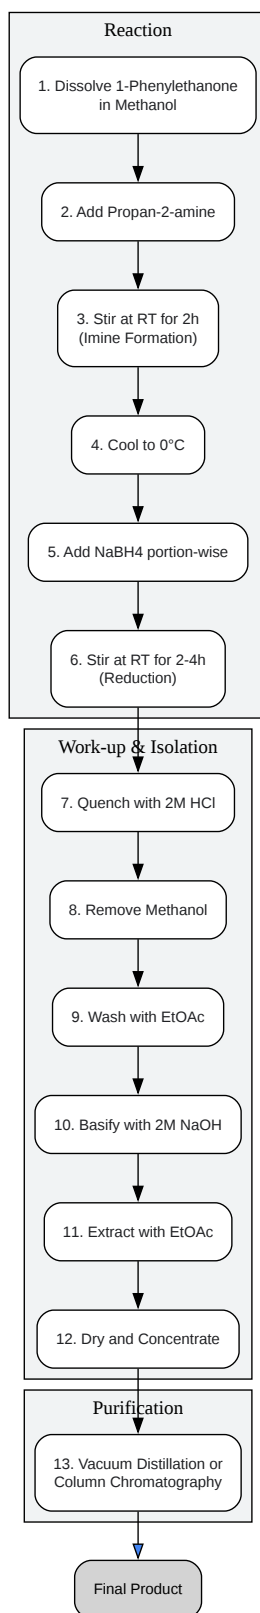 Reaction
1. Dissolve 1-Phenylethanone
in Methanol
2. Add Propan-2-amine
3. Stir at RT for 2h
(Imine Formation)
4. Cool to 0°C
5. Add NaBH4 portion-wise
6. Stir at RT for 2-4h
(Reduction)
Work-up & Isolation
7. Quench with 2M HCl
8. Remove Methanol
9. Wash with EtOAc
10. Basify with 2M NaOH
11. Extract with EtOAc
12. Dry and Concentrate
Purification
13. Vacuum Distillation or
Column Chromatography
Final Product